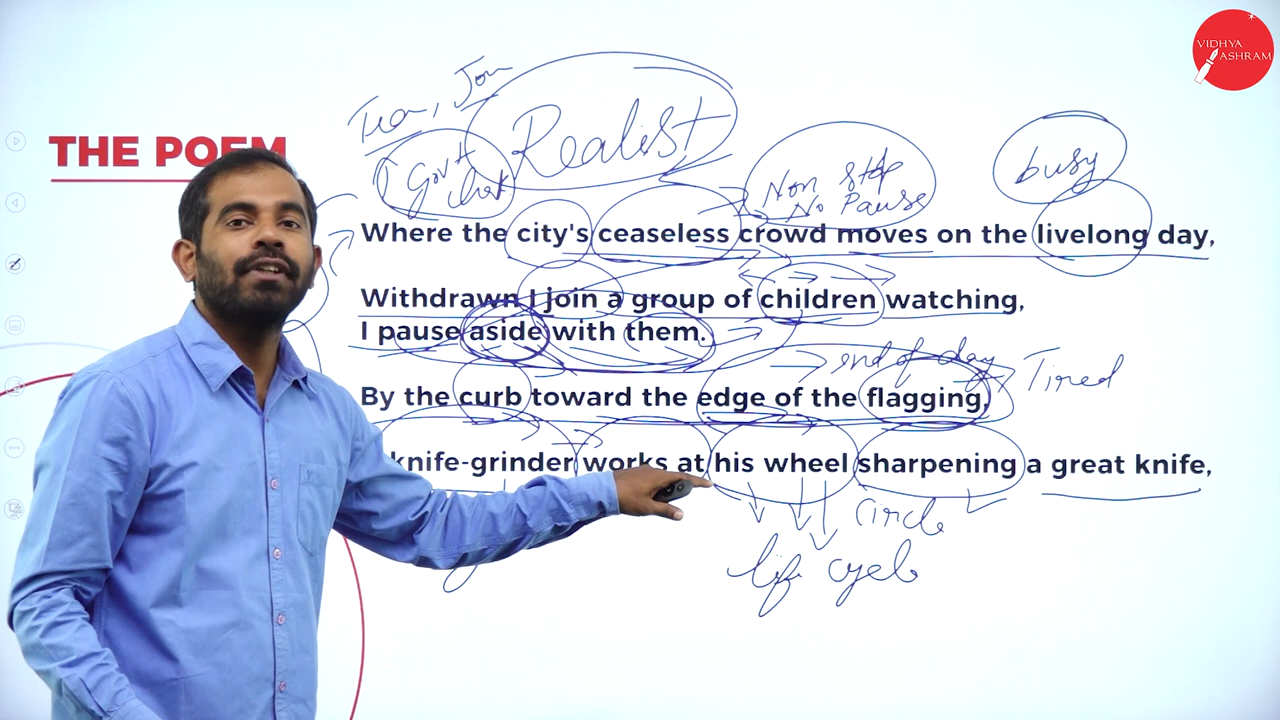 VIDHYA
ASHRAM
THE POEM
Realist
Govt
Non stop
No Pause
busy
Where the city's ceaseless crowd moves on the livelong day,
Withdrawn I join a group of children watching,
I pause aside with them.
end of day
Tired
By the curb toward the edge of the flagging,
knife-grinder works at his wheel sharpening a great knife,
circle
life cycle